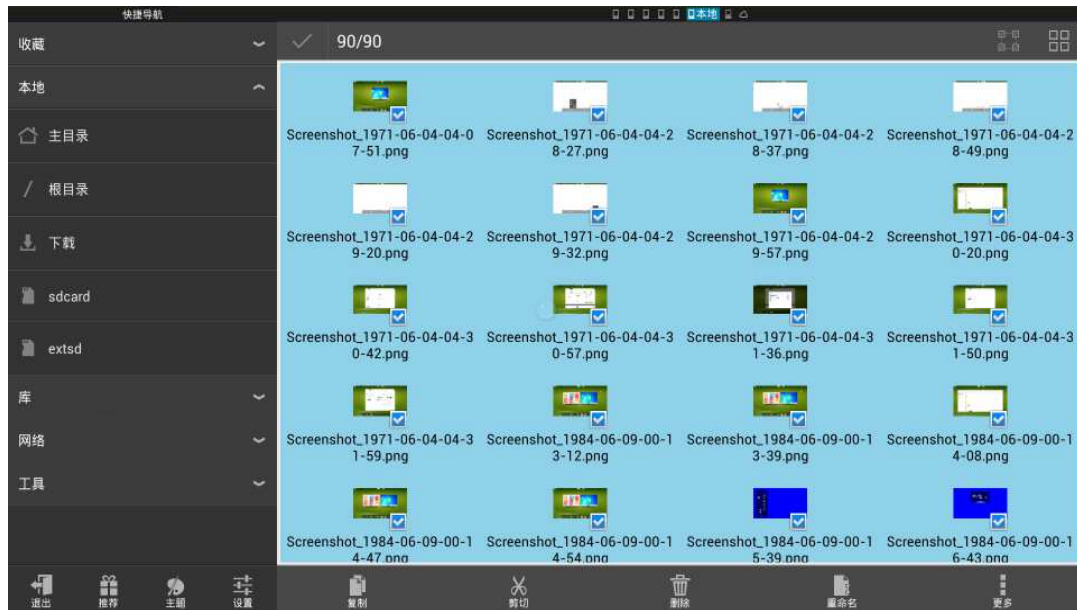 快捷导航
本地
收藏
90/90
本地
主目录
根目录
下载
sdcard
extsd
库
网络
工具
Screenshot_1971-06-04-04-0
7-51.png
Screenshot_1971-06-04-04-2
8-27.png
Screenshot_1971-06-04-04-2
8-37.png
Screenshot_1971-06-04-04-2
8-49.png
Screenshot_1971-06-04-04-2
9-20.png
Screenshot_1971-06-04-04-2
9-32.png
Screenshot_1971-06-04-04-2
9-57.png
Screenshot_1971-06-04-04-3
0-20.png
Screenshot_1971-06-04-04-3
0-42.png
Screenshot_1971-06-04-04-3
0-57.png
Screenshot_1971-06-04-04-3
1-36.png
Screenshot_1971-06-04-04-3
1-50.png
Screenshot_1971-06-04-04-3
1-59.png
Screenshot_1984-06-09-00-1
3-12.png
Screenshot_1984-06-09-00-1
3-39.png
Screenshot_1984-06-09-00-1
4-08.png
Screenshot_1984-06-09-00-1
4-47.png
Screenshot_1984-06-09-00-1
4-54.png
Screenshot_1984-06-09-00-1
5-39.png
Screenshot_1984-06-09-00-1
6-43.png
退出
推荐
主题
设置
复制
剪切
删除
重命名
更多